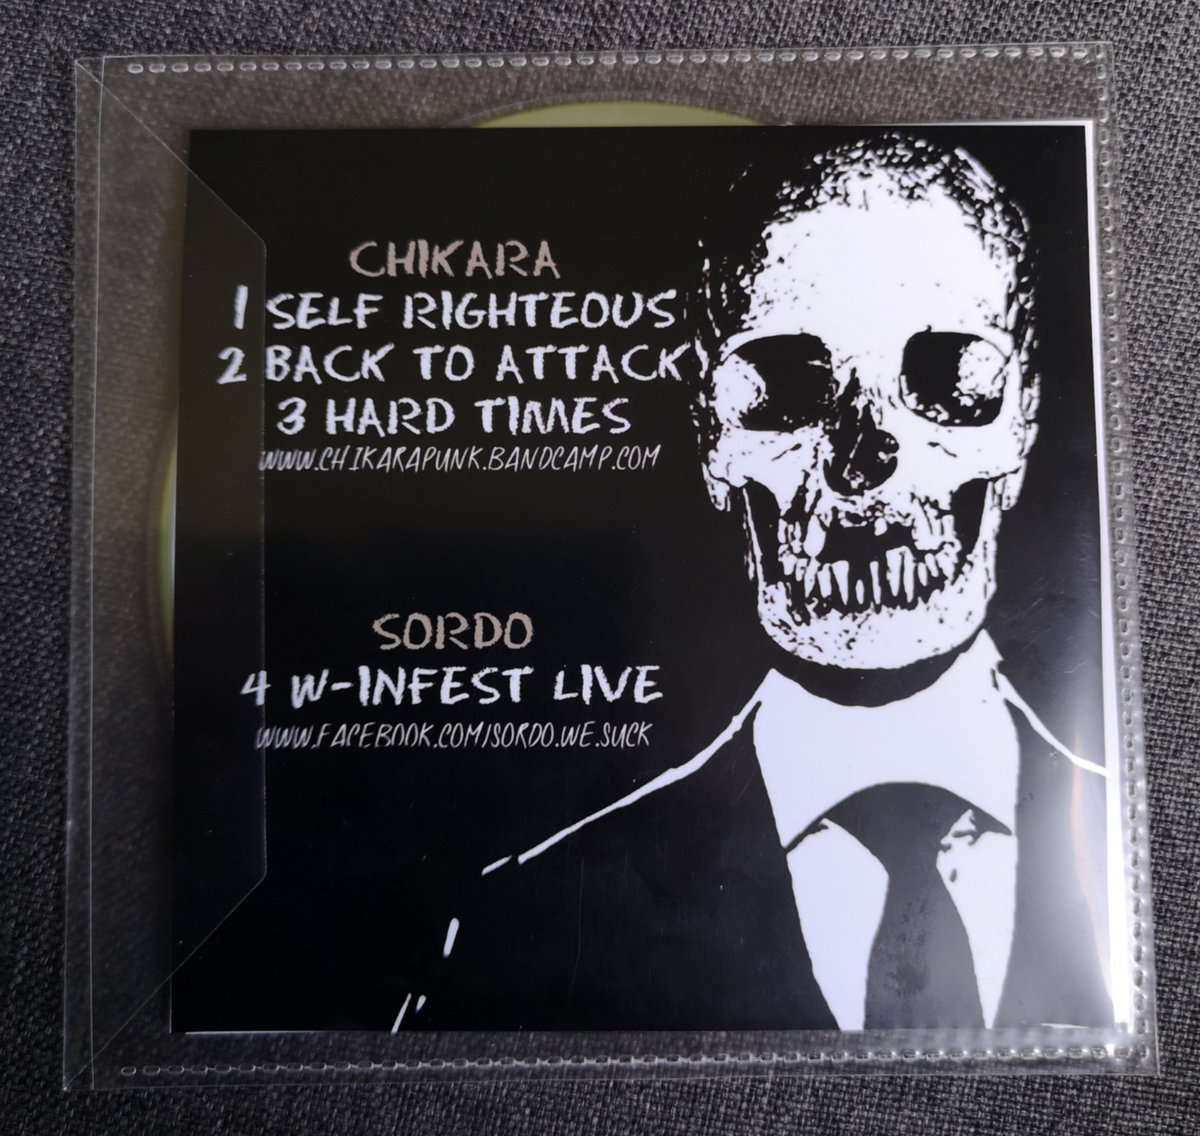 CHIKARA
1 SELF RIGHTEOUS
2 BACK TO ATTACK
3 HARD TIMES
WWW.CHIKARAPUNK.BANDCAMP.COM
SORDO
4 W-INFEST LIVE
WWW.FACEBOOK.COM/SORDO.WE.SUCK